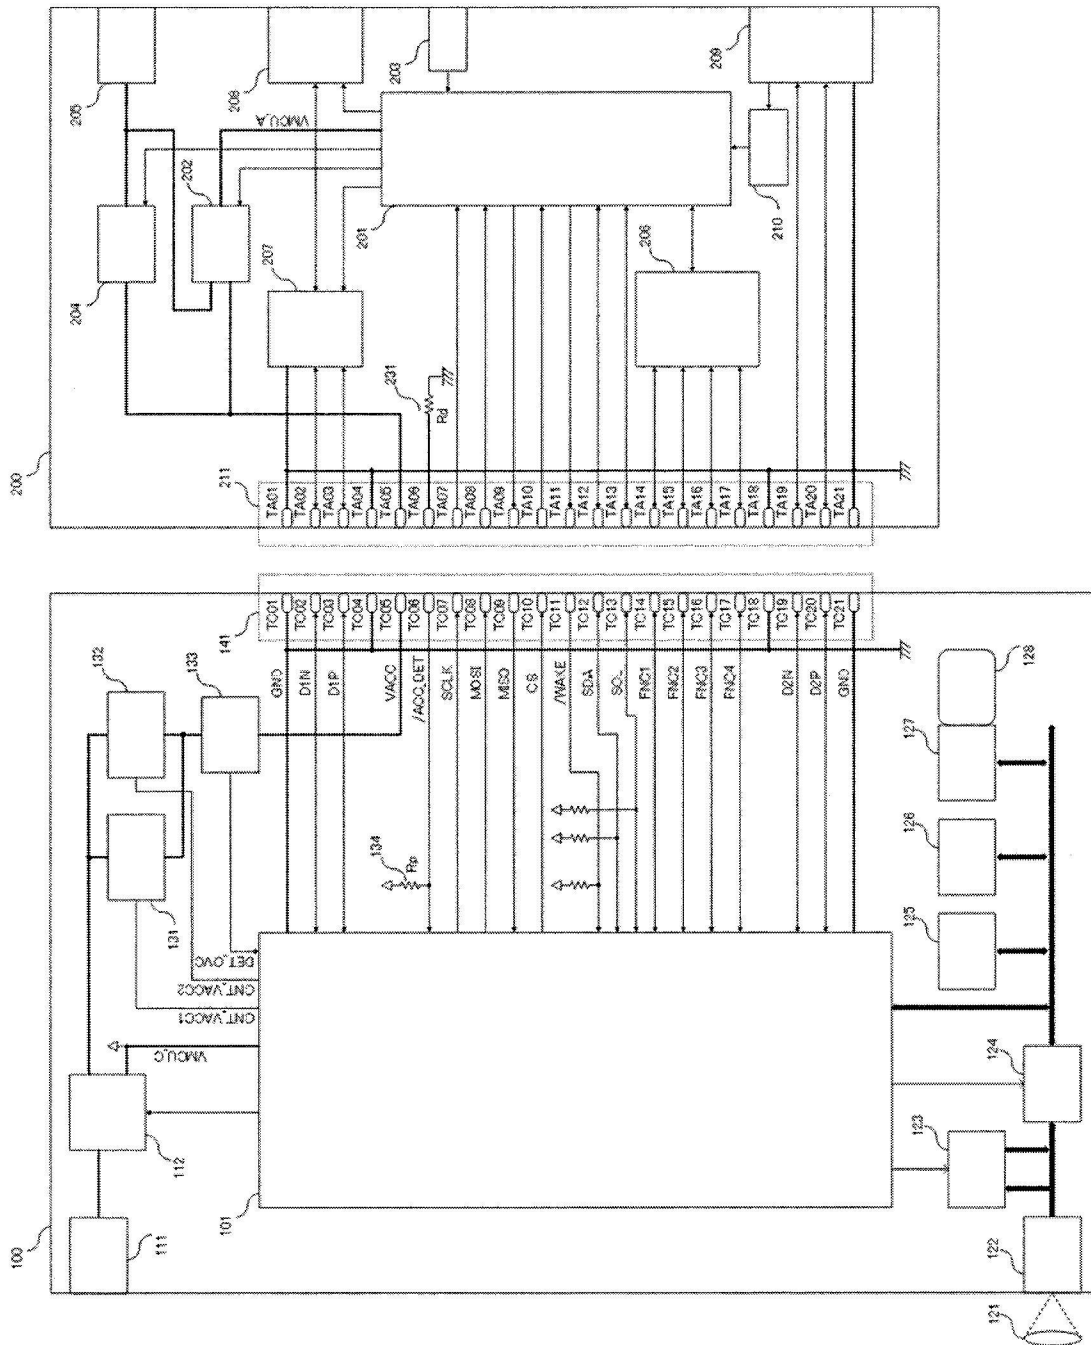 200
205
208
203
209
VMCU_A
202
204
207
201
206
210
231
Rd
211
TA01
TA02
TA03
TA04
TA05
TA06
TA07
TA08
TA09
TA10
TA11
TA12
TA13
TA14
TA15
TA16
TA17
TA18
TA19
TA20
TA21
141
TC01
TC02
TC03
TC04
TC05
TC06
TC07
TC08
TC09
TC10
TC11
TC12
TC13
TC14
TC15
TC16
TC17
TC18
TC19
TC20
TC21
GND
D1N
D1P
VACC
/ACC_DET
SCLK
MOSI
MISO
CS
/WAKE
SDA
SCL
FNC1
FNC2
FNC3
FNC4
D2N
D2P
GND
132
133
131
134
Rp
DET_OVC
CNT_VACC2
CNT_VACC1
VMCU_C
100
111
112
101
128
127
126
125
124
123
122
121